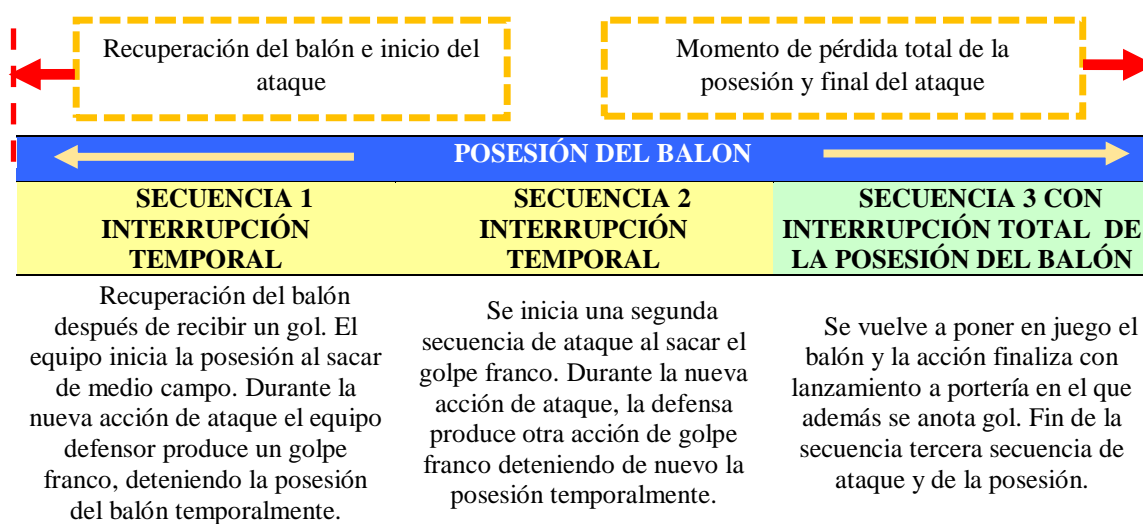 Recuperación del balón e inicio del
ataque
Momento de pérdida total de la
posesión y final del ataque
POSESIÓN DEL BALON
SECUENCIA 1
INTERRUPCIÓN
TEMPORAL
SECUENCIA 2
INTERRUPCIÓN
TEMPORAL
SECUENCIA 3 CON
INTERRUPCIÓN TOTAL DE
LA POSESIÓN DEL BALÓN
Recuperación del balón
después de recibir un gol. El
equipo inicia la posesión al sacar
de medio campo. Durante la
nueva acción de ataque el equipo
defensor produce un golpe
franco, deteniendo la posesión
del balón temporalmente.
Se inicia una segunda
secuencia de ataque al sacar el
golpe franco. Durante la nueva
acción de ataque, la defensa
produce otra acción de golpe
franco deteniendo de nuevo la
posesión temporalmente.
Se vuelve a poner en juego el
balón y la acción finaliza con
lanzamiento a portería en el que
además se anota gol. Fin de la
secuencia tercera secuencia de
ataque y de la posesión.